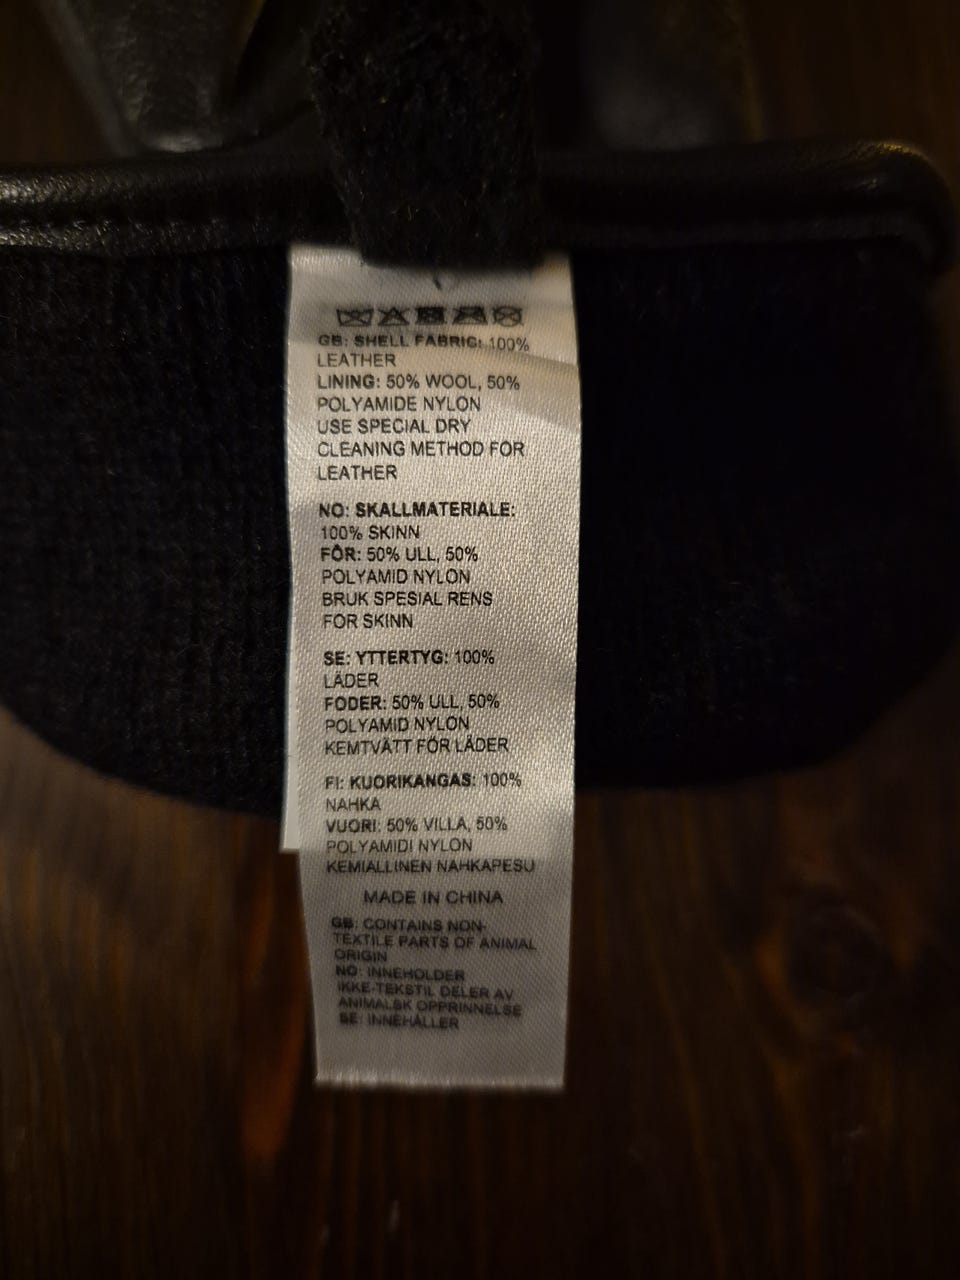 GB: SHELL FABRIC: 100%
LEATHER
LINING: 50% WOOL, 50%
POLYAMIDE NYLON
USE SPECIAL DRY
CLEANING METHOD FOR
LEATHER
NO: SKALLMATERIALE:
100% SKINN
FÔR: 50% ULL, 50%
POLYAMID NYLON
BRUK SPESIAL RENS
FOR SKINN
SE: YTTERTYG: 100%
LÄDER
FODER: 50% ULL, 50%
POLYAMID NYLON
KEMTVÄTT FÖR LÄDER
FI: KUORIKANGAS: 100%
NAHKA
VUORI: 50% VILLA, 50%
POLYAMIDI NYLON
KEMIALLINEN NAHKAPESU
MADE IN CHINA
GB: CONTAINS NON-
TEXTILE PARTS OF ANIMAL
ORIGIN
NO: INNEHOLDER
IKKE-TEKSTIL DELER AV
ANIMALSK OPPRINNELSE
SE: INNEHÅLLER